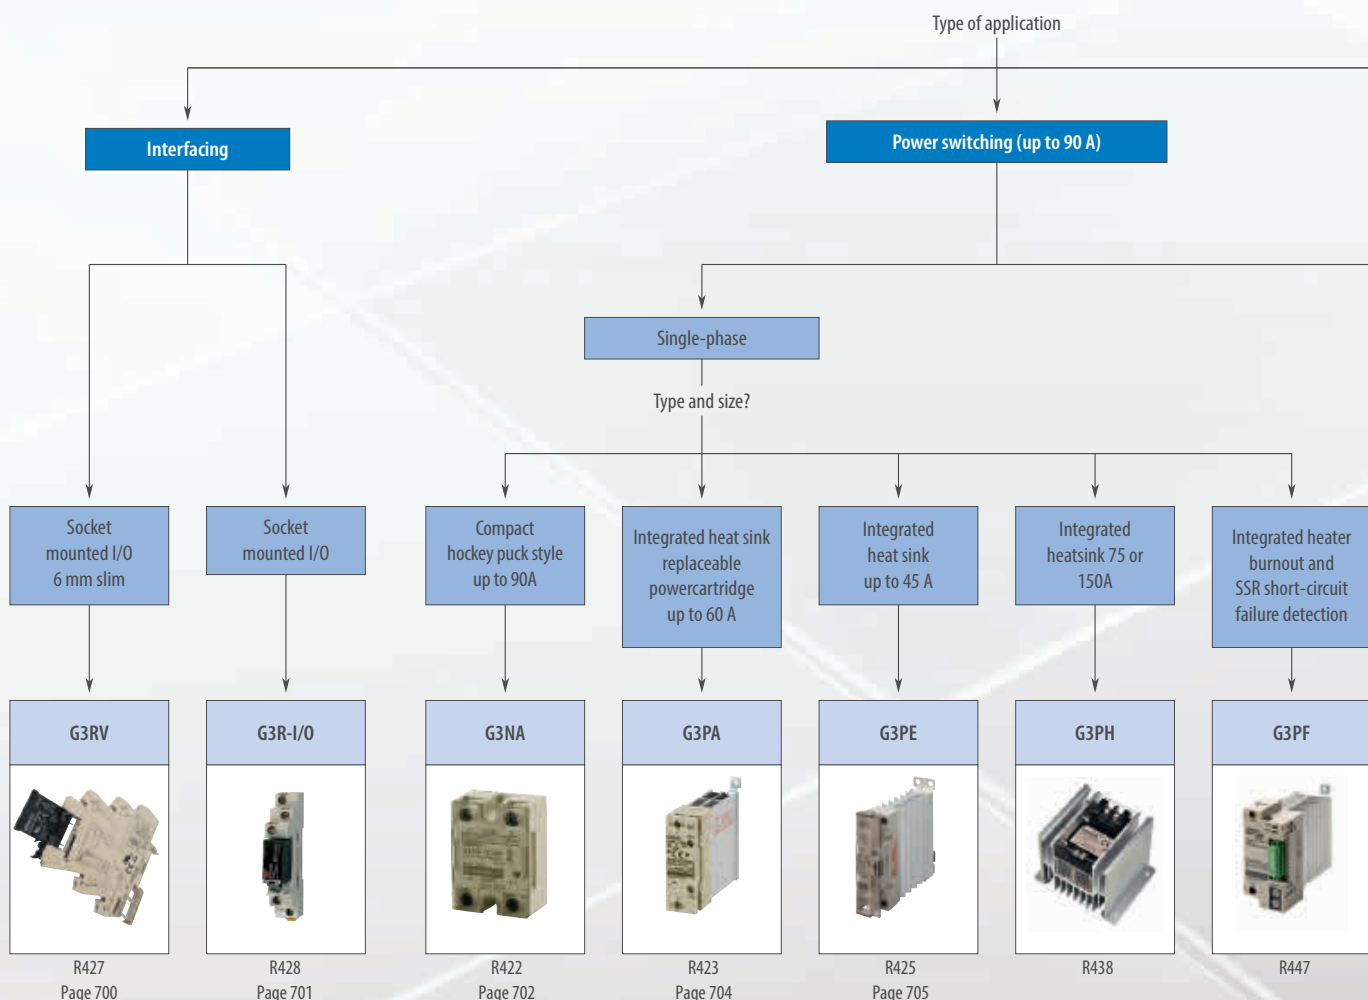 Type of application
Interfacing
Power switching (up to 90 A)
Single-phase
Type and size?
Socket
mounted I/O
6 mm slim
Socket
mounted I/O
Compact
hockey puck style
up to 90A
Integrated heat sink
replaceable
powercartridge
up to 60 A
Integrated
heat sink
up to 45 A
Integrated
heatsink 75 or
150A
Integrated heater
burnout and
SSR short-circuit
failure detection
G3RV
G3R-I/O
G3NA
G3PA
G3PE
G3PH
G3PF
R427
Page 700
R428
Page 701
R422
Page 702
R423
Page 704
R425
Page 705
R438
R447